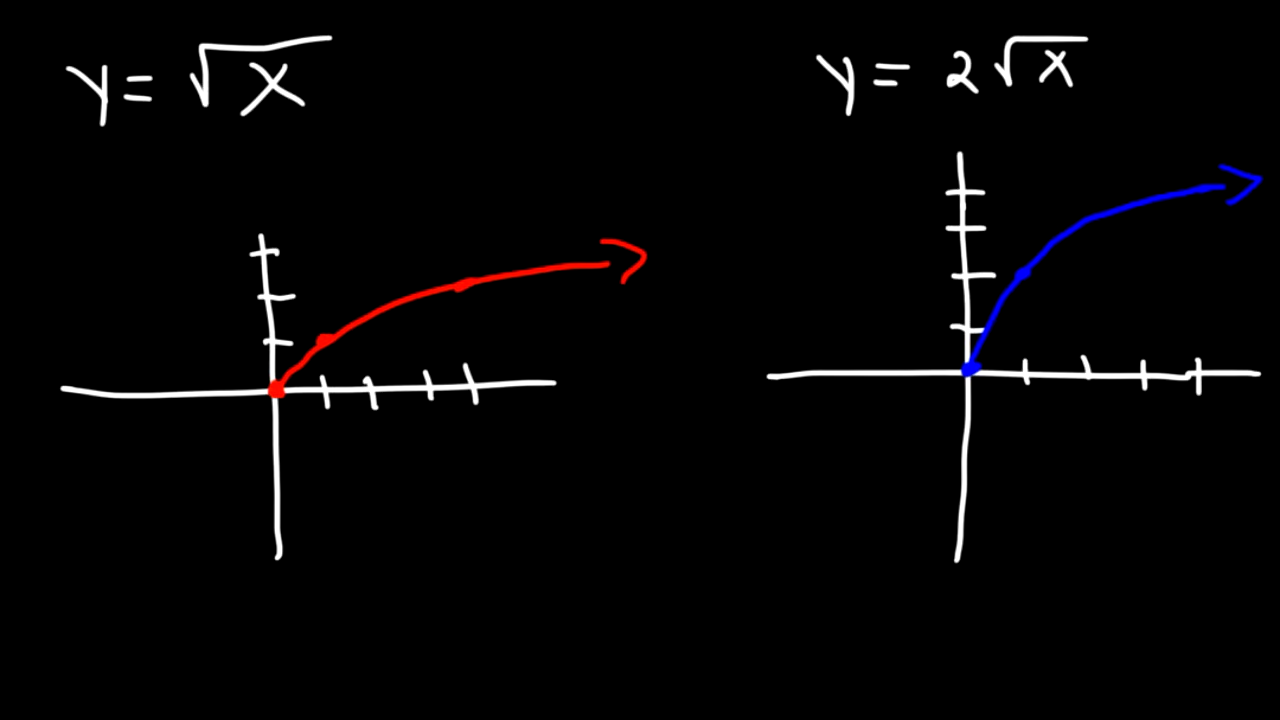 y = √x
y = 2√x